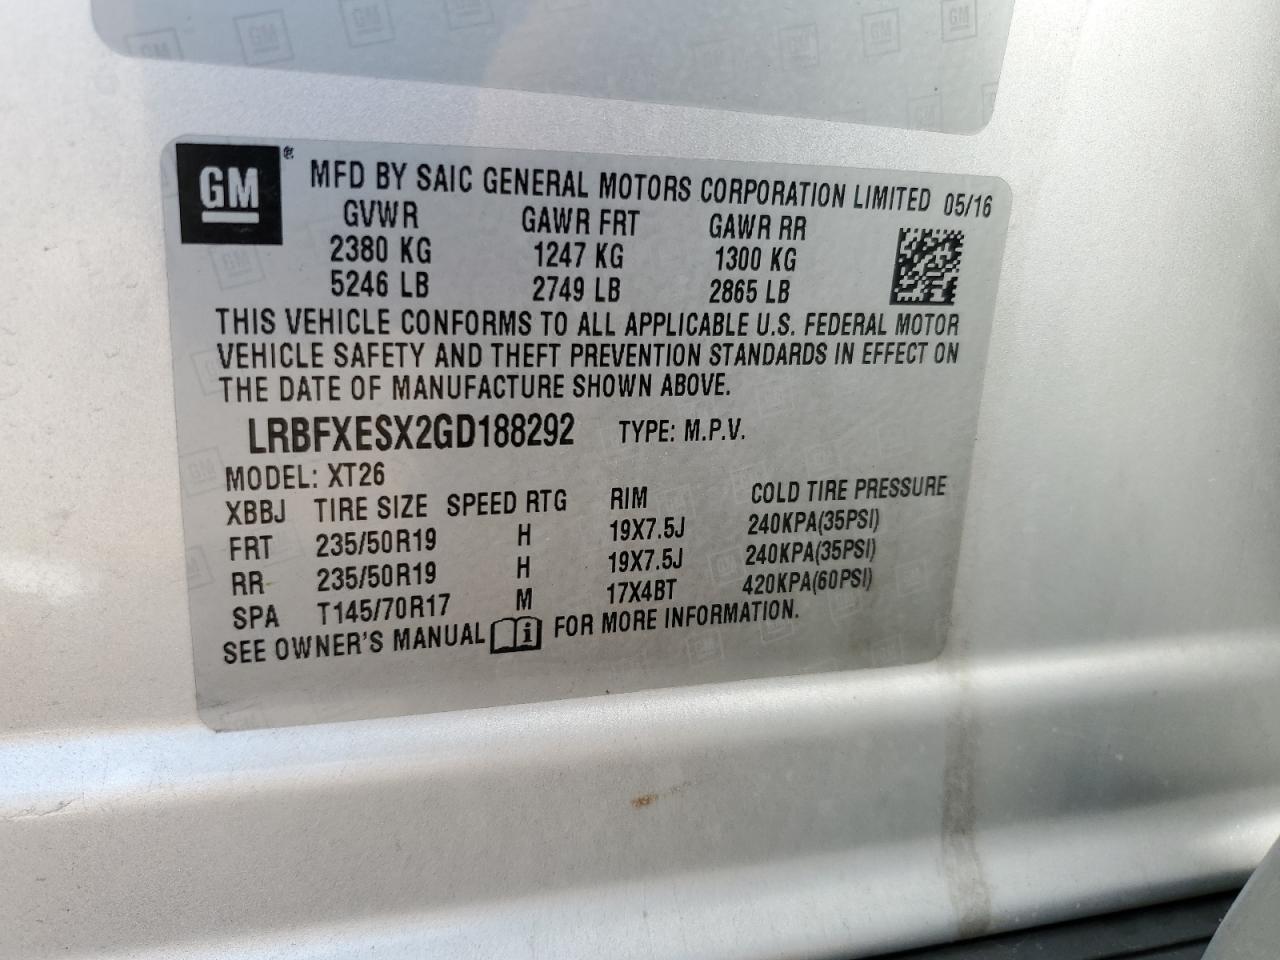 GM ® MFD BY SAIC GENERAL MOTORS CORPORATION LIMITED 05/16
GVWR GAWR FRT GAWR RR
2380 KG 1247 KG 1300 KG
5246 LB 2749 LB 2865 LB
THIS VEHICLE CONFORMS TO ALL APPLICABLE U.S. FEDERAL MOTOR
VEHICLE SAFETY AND THEFT PREVENTION STANDARDS IN EFFECT ON
THE DATE OF MANUFACTURE SHOWN ABOVE.
LRBFXESX2GD188292 TYPE: M.P.V.
MODEL: XT26
XBBJ TIRE SIZE SPEED RTG RIM COLD TIRE PRESSURE
FRT 235/50R19 H 19X7.5J 240KPA(35PSI)
RR 235/50R19 H 19X7.5J 240KPA(35PSI)
SPA T145/70R17 M 17X4BT 420KPA(60PSI)
SEE OWNER'S MANUAL i FOR MORE INFORMATION.